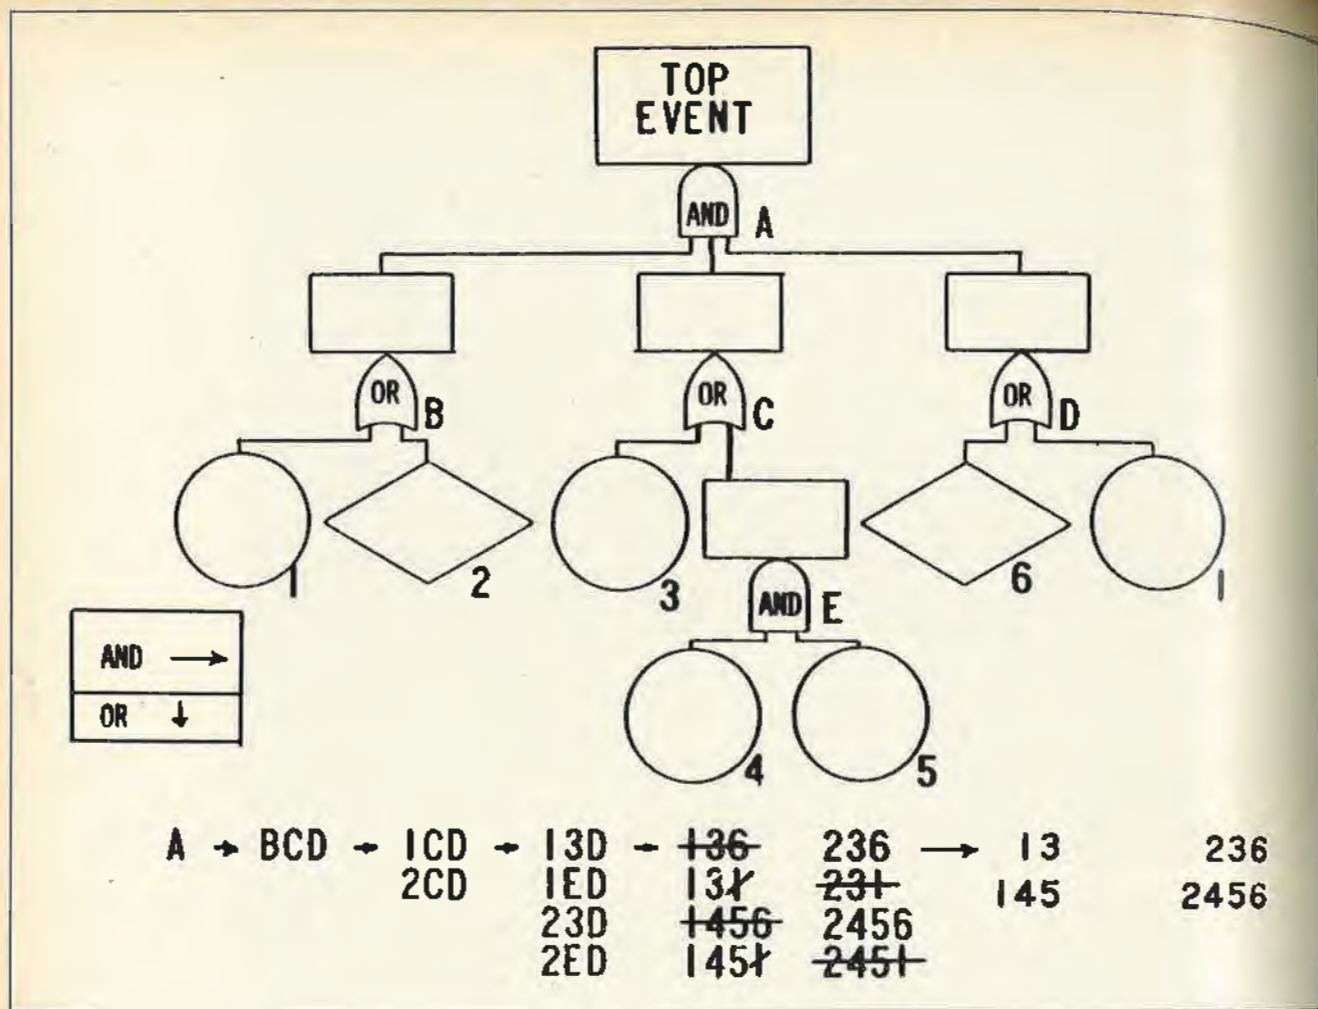 TOP
EVENT
AND A
OR B
OR C
OR D
1
2
3
6
1
AND E
4
5
AND →
OR ↓
A → BCD → 1CD → 13D → 136 236 → 13 236
2CD 1ED 131 231 145 2456
23D 1456 2456
2ED 1451 2451